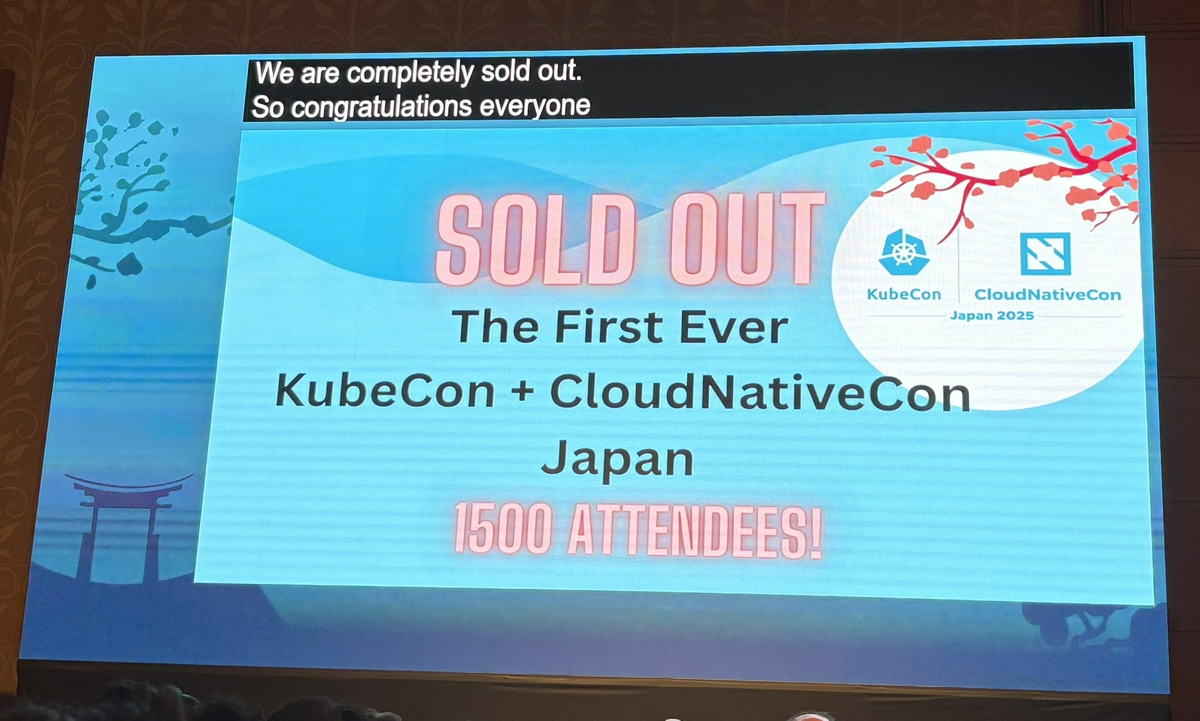 We are completely sold out.
So congratulations everyone
SOLD OUT
The First Ever
KubeCon + CloudNativeCon
Japan
1500 ATTENDEES!
KubeCon
CloudNativeCon
Japan 2025